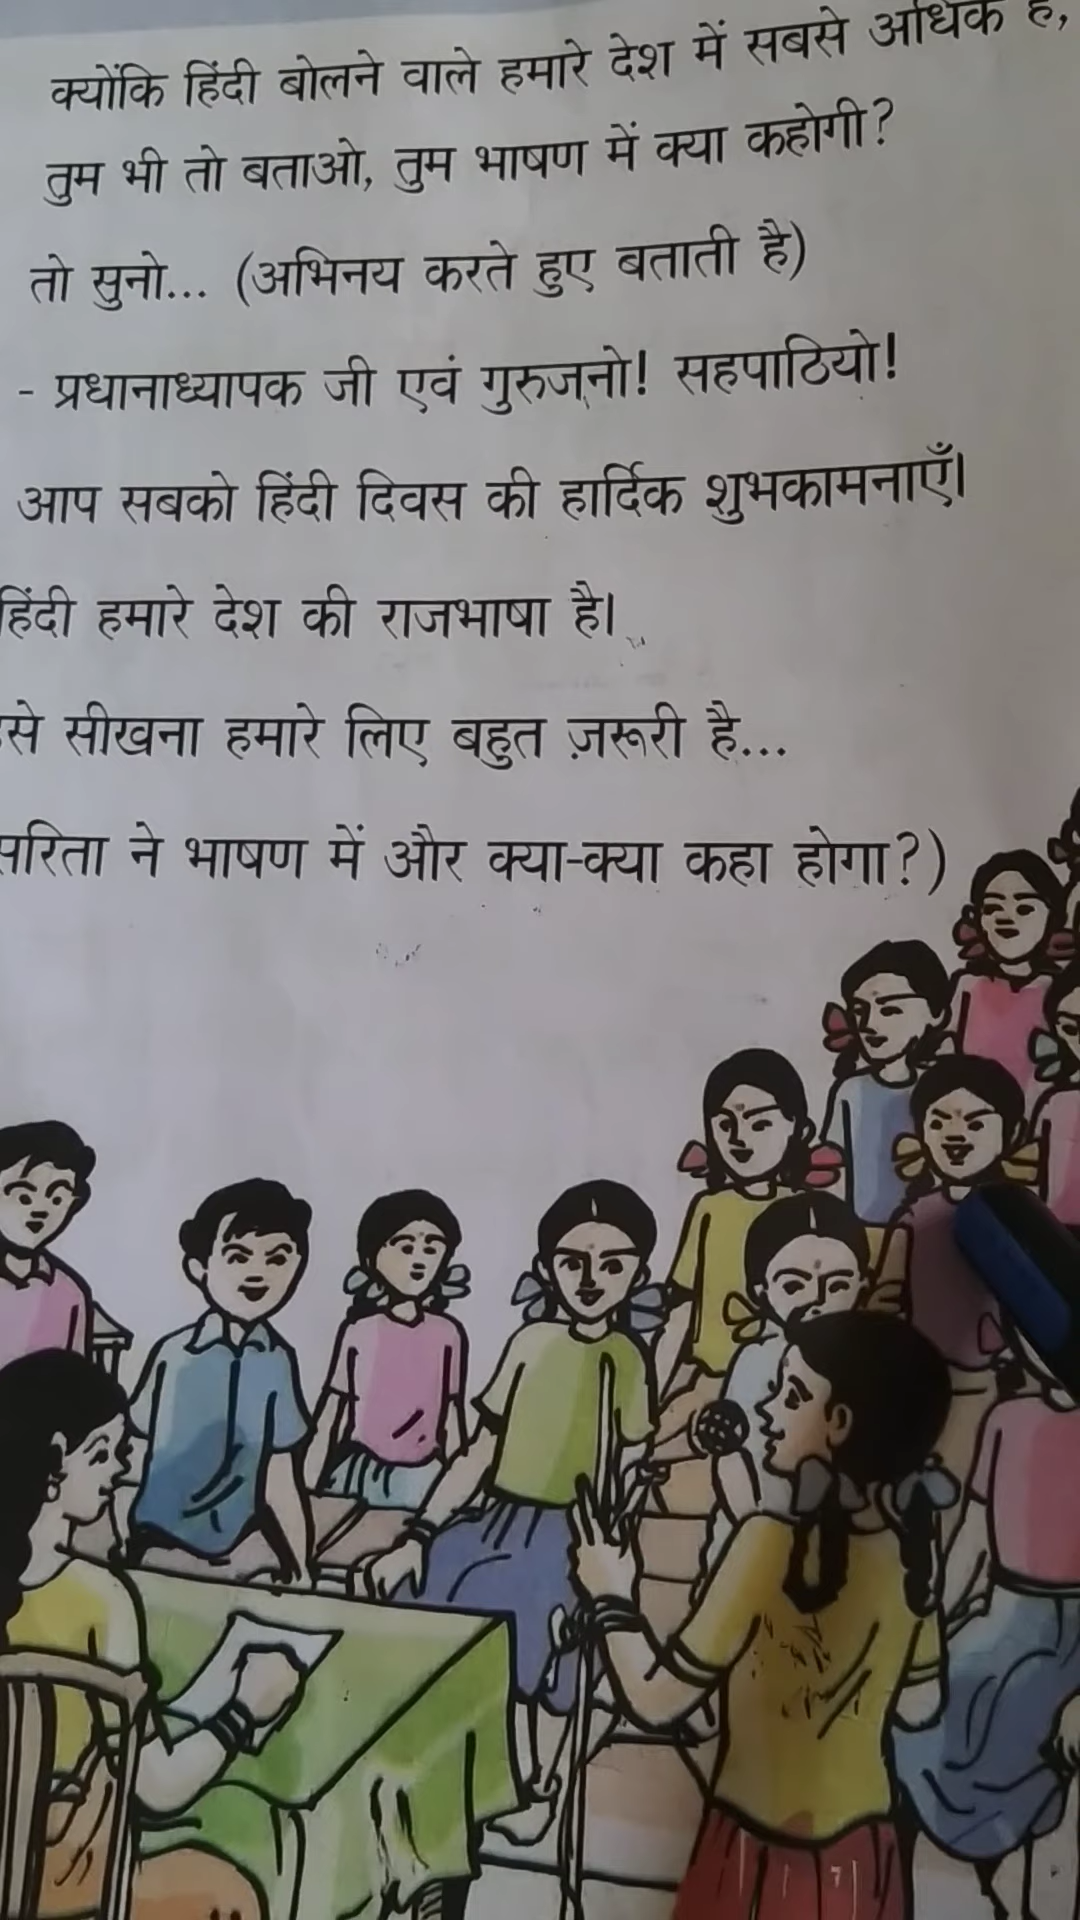 क्योंकि हिंदी बोलने वाले हमारे देश में सबसे अधिक हैं,
तुम भी तो बताओ, तुम भाषण में क्या कहोगी?
तो सुनो... (अभिनय करते हुए बताती है)
- प्रधानाध्यापक जी एवं गुरुजनो! सहपाठियो!
आप सबको हिंदी दिवस की हार्दिक शुभकामनाएँ।
हिंदी हमारे देश की राजभाषा है।
सीखना हमारे लिए बहुत ज़रूरी है...
सरिता ने भाषण में और क्या-क्या कहा होगा?)